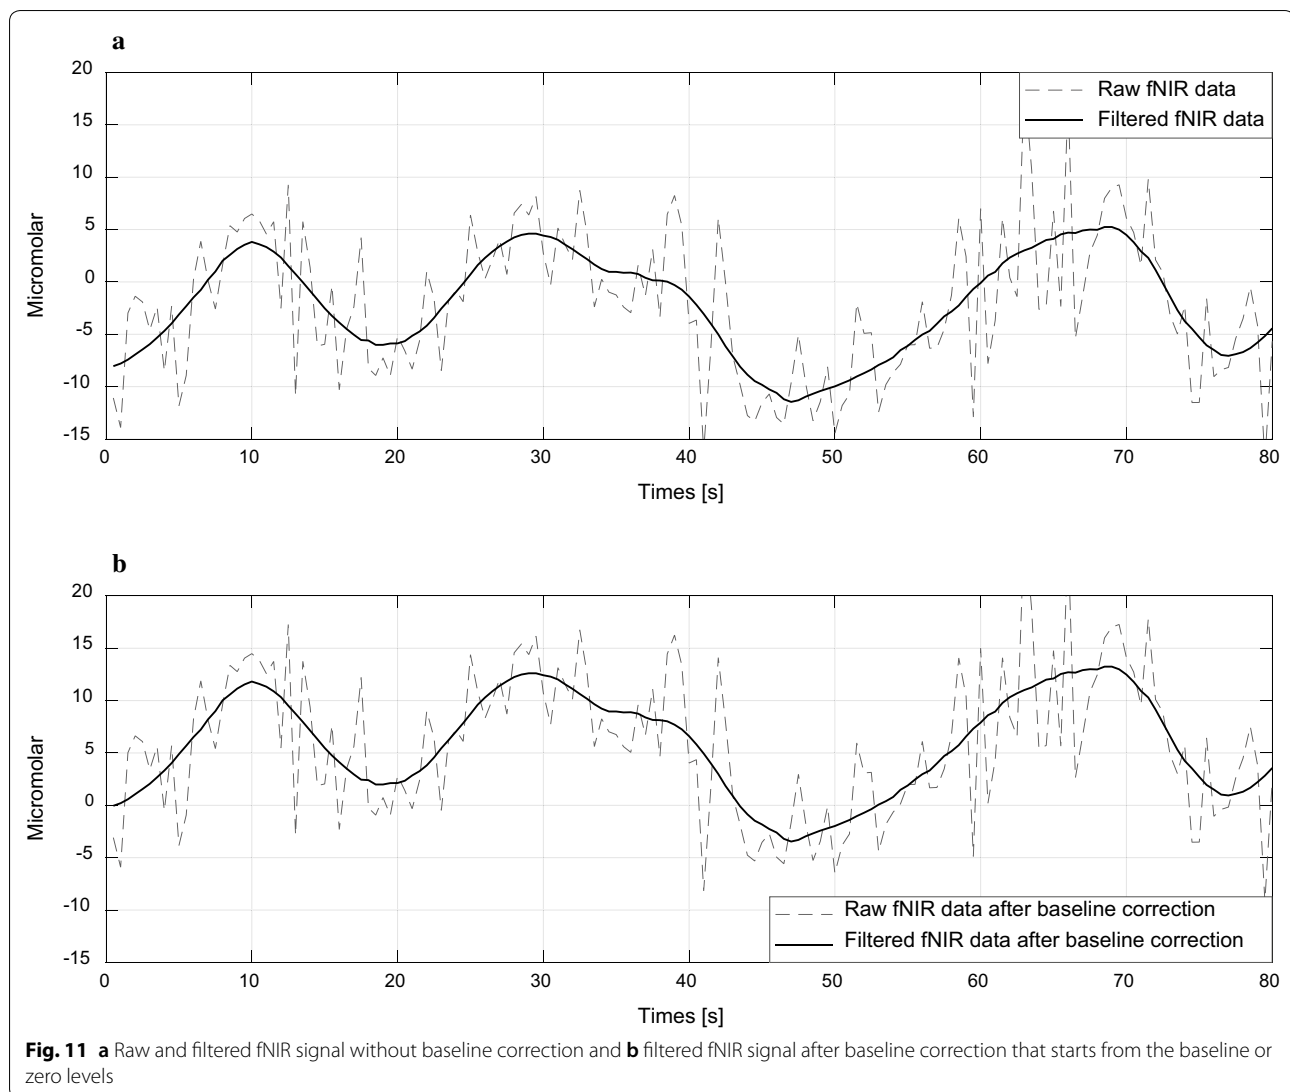 a
20
15
10
5
0
-5
-10
-15
Micromolar
Raw fNIR data
Filtered fNIR data
0 10 20 30 40 50 60 70 80
Times [s]
b
20
15
10
5
0
-5
-10
-15
Micromolar
Raw fNIR data after baseline correction
Filtered fNIR data after baseline correction
0 10 20 30 40 50 60 70 80
Times [s]
Fig. 11 a Raw and filtered fNIR signal without baseline correction and b filtered fNIR signal after baseline correction that starts from the baseline or
zero levels